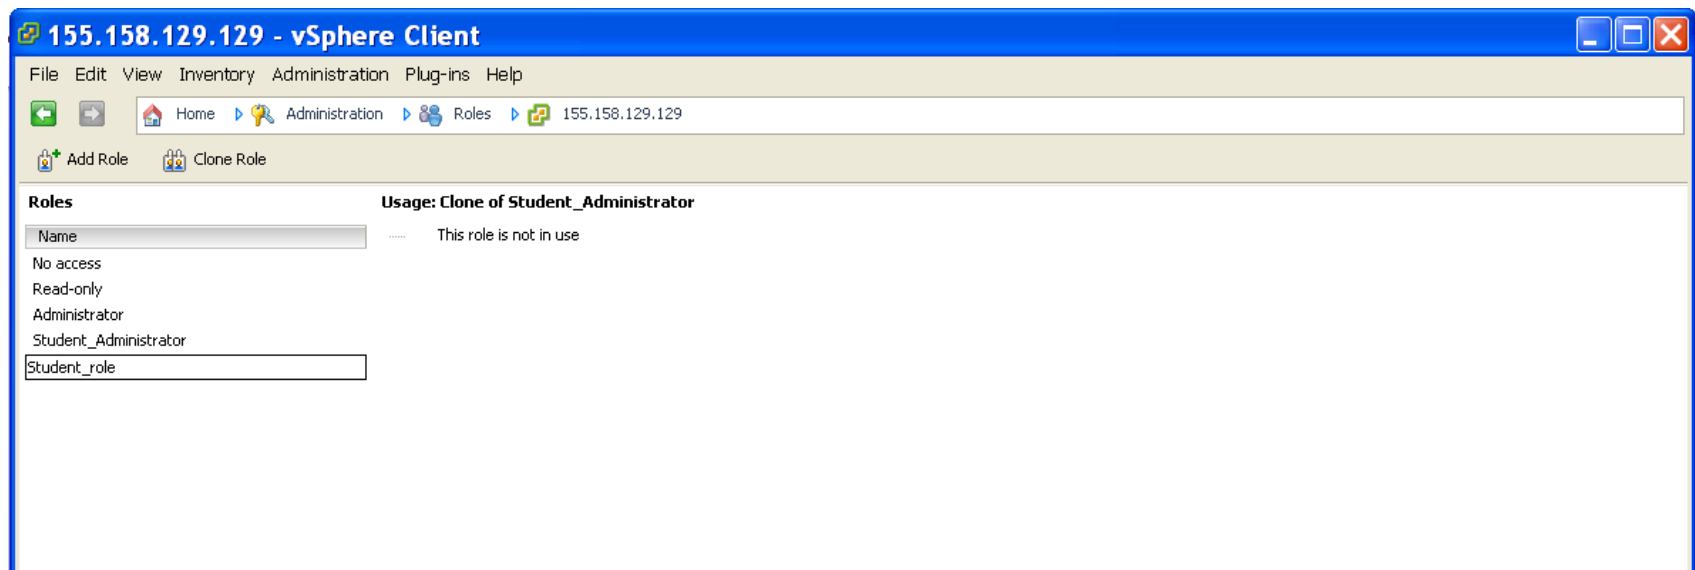 155.158.129.129 - vSphere Client
File Edit View Inventory Administration Plug-ins Help
Home Administration Roles 155.158.129.129
Add Role Clone Role
Roles
Usage: Clone of Student_Administrator
Name
This role is not in use
No access
Read-only
Administrator
Student_Administrator
Student_role